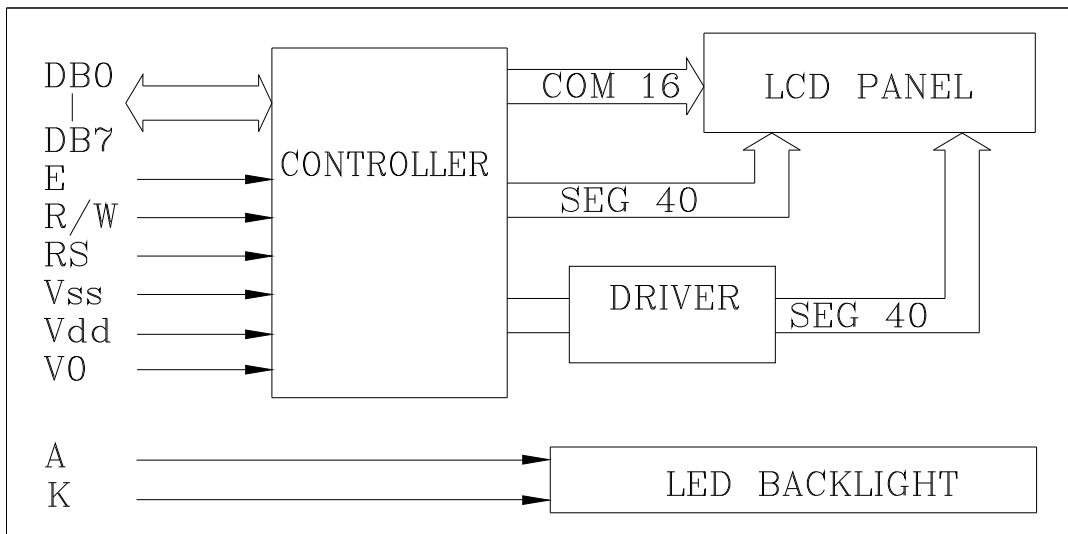 DB0
DB7
E
R/W
RS
Vss
Vdd
V0
A
K
CONTROLLER
COM 16
SEG 40
DRIVER
SEG 40
LCD PANEL
LED BACKLIGHT